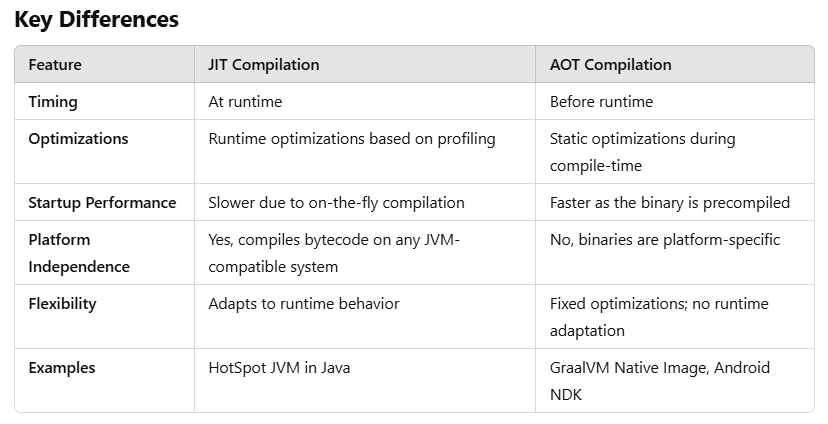 Key Differences
Feature JIT Compilation AOT Compilation
Timing At runtime Before runtime
Optimizations Runtime optimizations based on profiling Static optimizations during
compile-time
Startup Performance Slower due to on-the-fly compilation Faster as the binary is precompiled
Platform Yes, compiles bytecode on any JVM- No, binaries are platform-specific
Independence compatible system
Flexibility Adapts to runtime behavior Fixed optimizations; no runtime
adaptation
Examples HotSpot JVM in Java GraalVM Native Image, Android
NDK